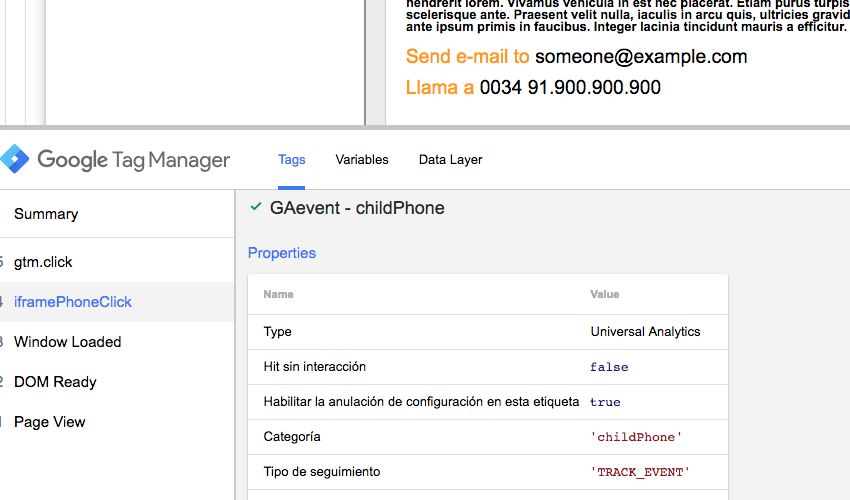 hendrerit lorem. Vivamus vehicula in est nec placerat. Etiam purus turpis
scelerisque ante. Praesent velit nulla, iaculis in arcu quis, ultricies gravid
ante ipsum primis in faucibus. Integer lacinia tincidunt mauris a efficitur.
Send e-mail to someone@example.com
Llama a 0034 91.900.900.900
Google Tag Manager
Tags Variables Data Layer
Summary
GAevent - childPhone
Properties
5 gtm.click
Name Value
4 iframePhoneClick
Type Universal Analytics
3 Window Loaded
Hit sin interacción false
2 DOM Ready
Habilitar la anulación de configuración en esta etiqueta true
1 Page View
Categoría 'childPhone'
Tipo de seguimiento 'TRACK_EVENT'